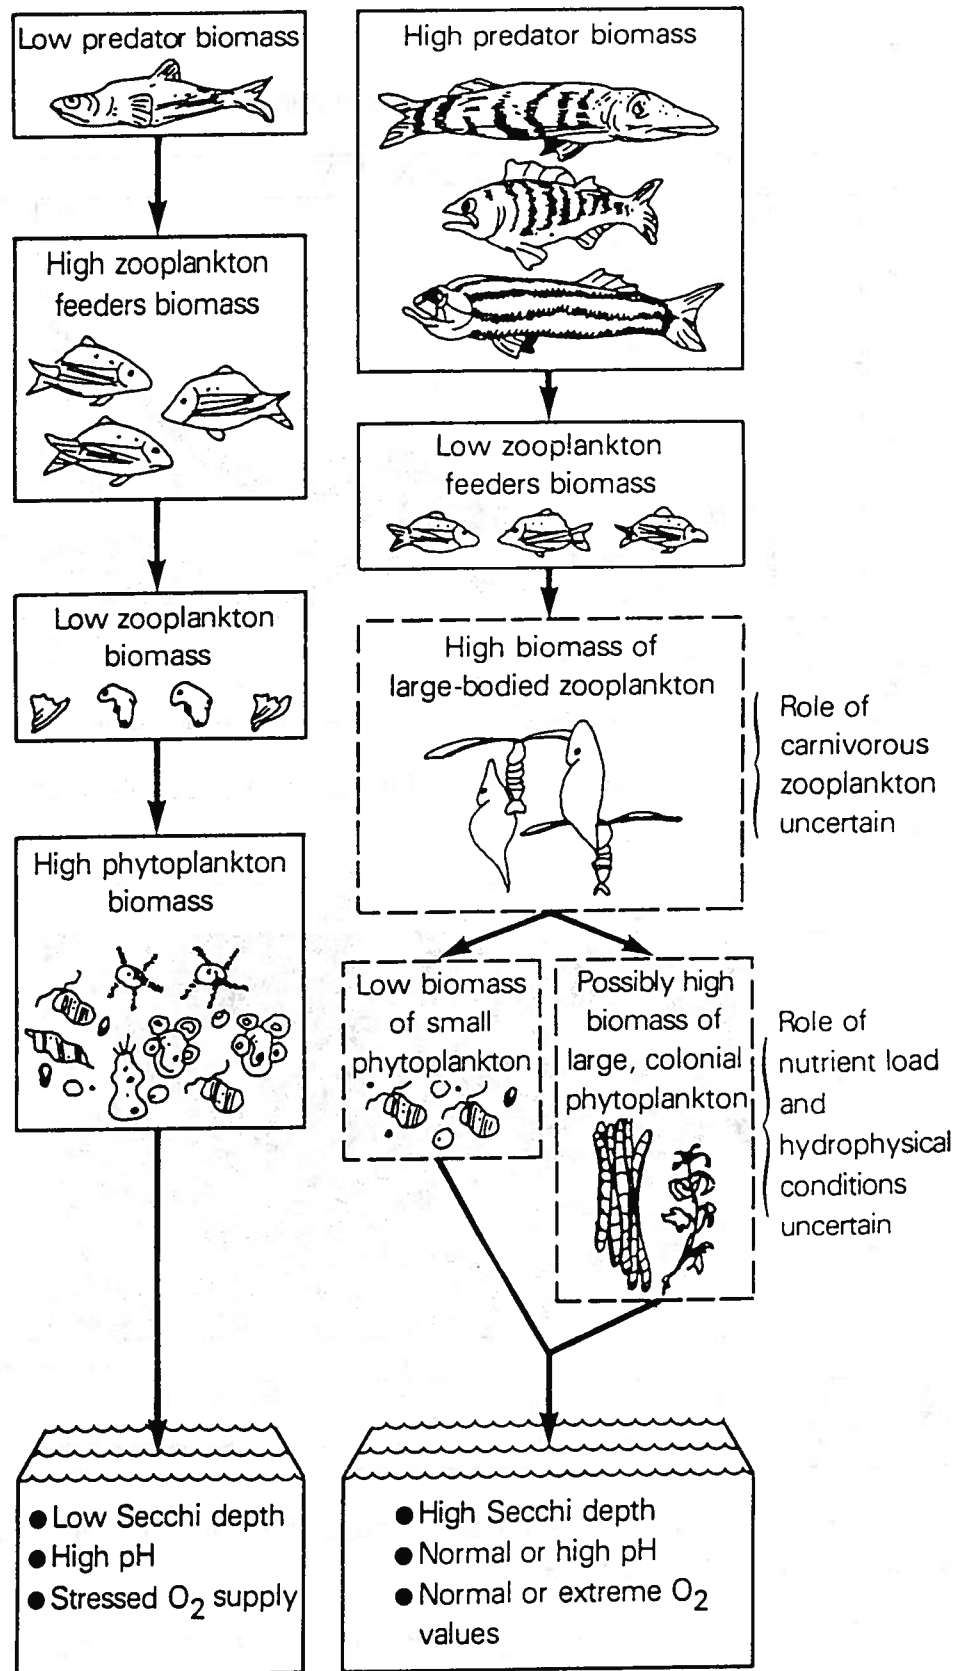 Low predator biomass
High zooplankton
feeders biomass
Low zooplankton
biomass
High phytoplankton
biomass
● Low Secchi depth
● High pH
● Stressed O₂ supply
High predator biomass
Low zooplankton
feeders biomass
High biomass of
large-bodied zooplankton
Role of
carnivorous
zooplankton
uncertain
Low biomass
of small
phytoplankton
Possibly high
biomass of
large, colonial
phytoplankton
Role of
nutrient load
and
hydrophysical
conditions
uncertain
● High Secchi depth
● Normal or high pH
● Normal or extreme O₂
values